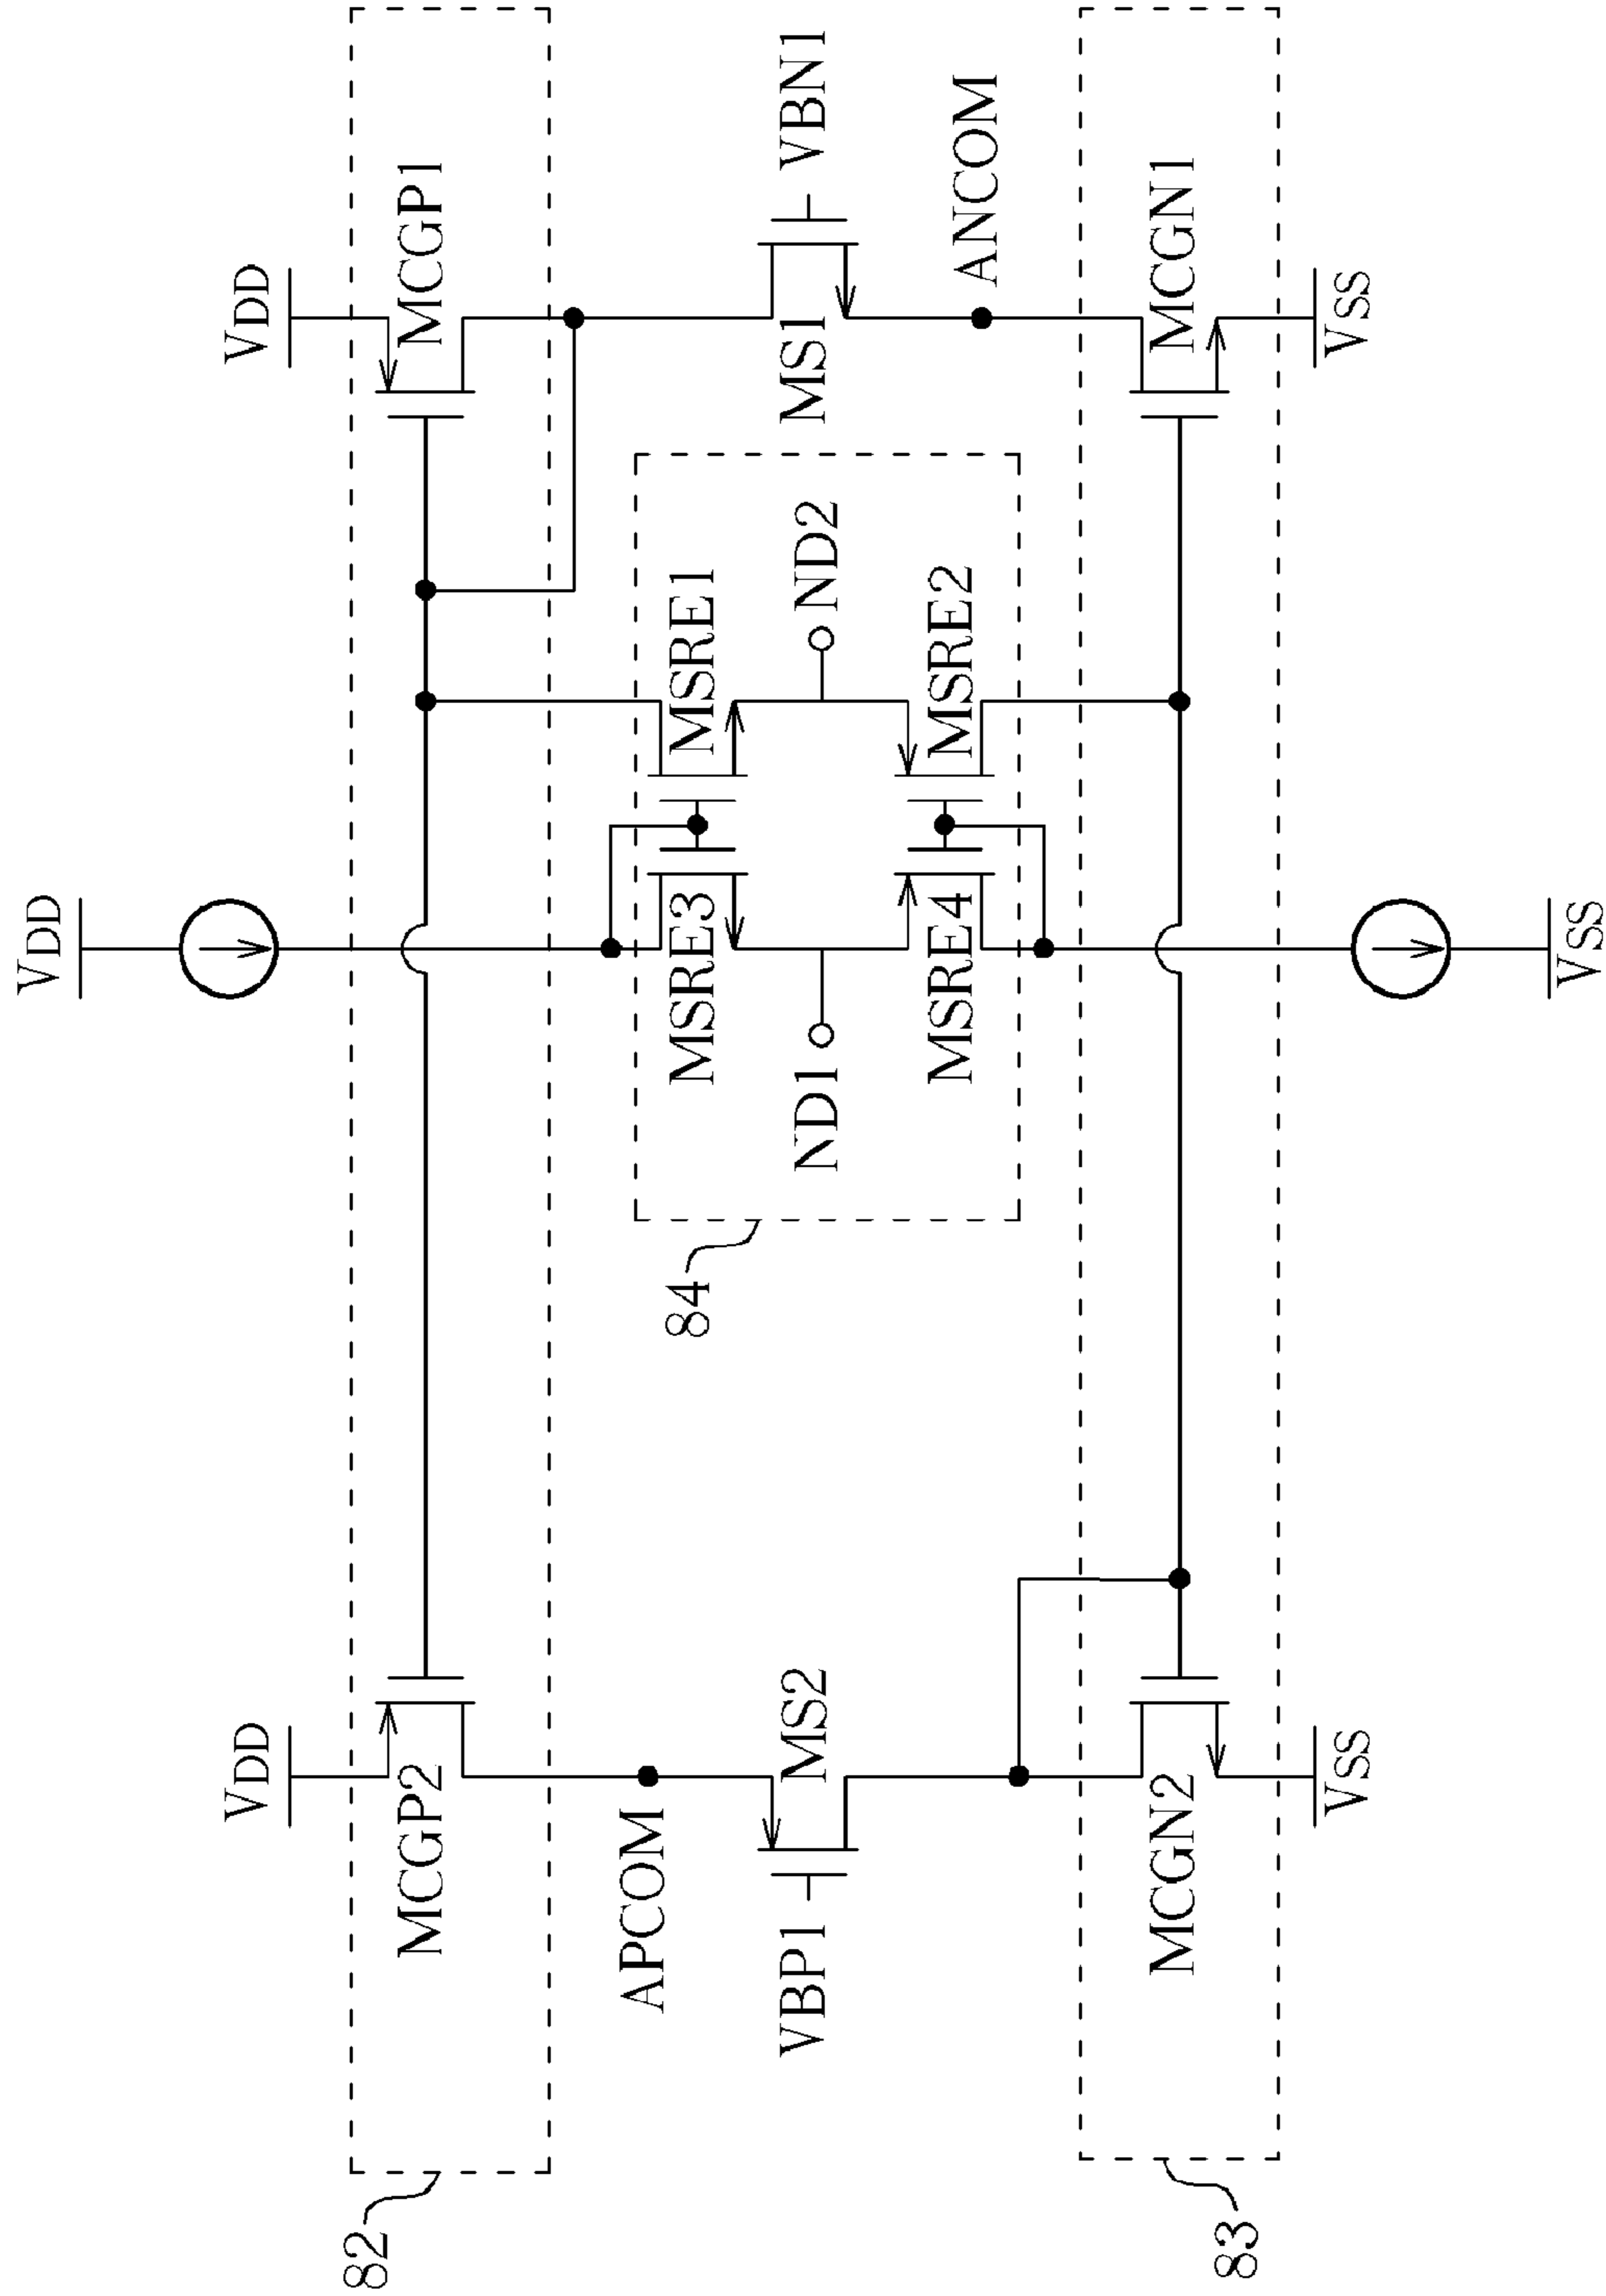 VDD
VDD
VDD
82
MCGP2
MCGP1
84
MSRE3
MSRE1
APCOM
VBP1
MS2
ND1
ND2
MS1
VBN1
MSRE4
MSRE2
ANCOM
83
MCGN2
MCGN1
VSS
VSS
VSS